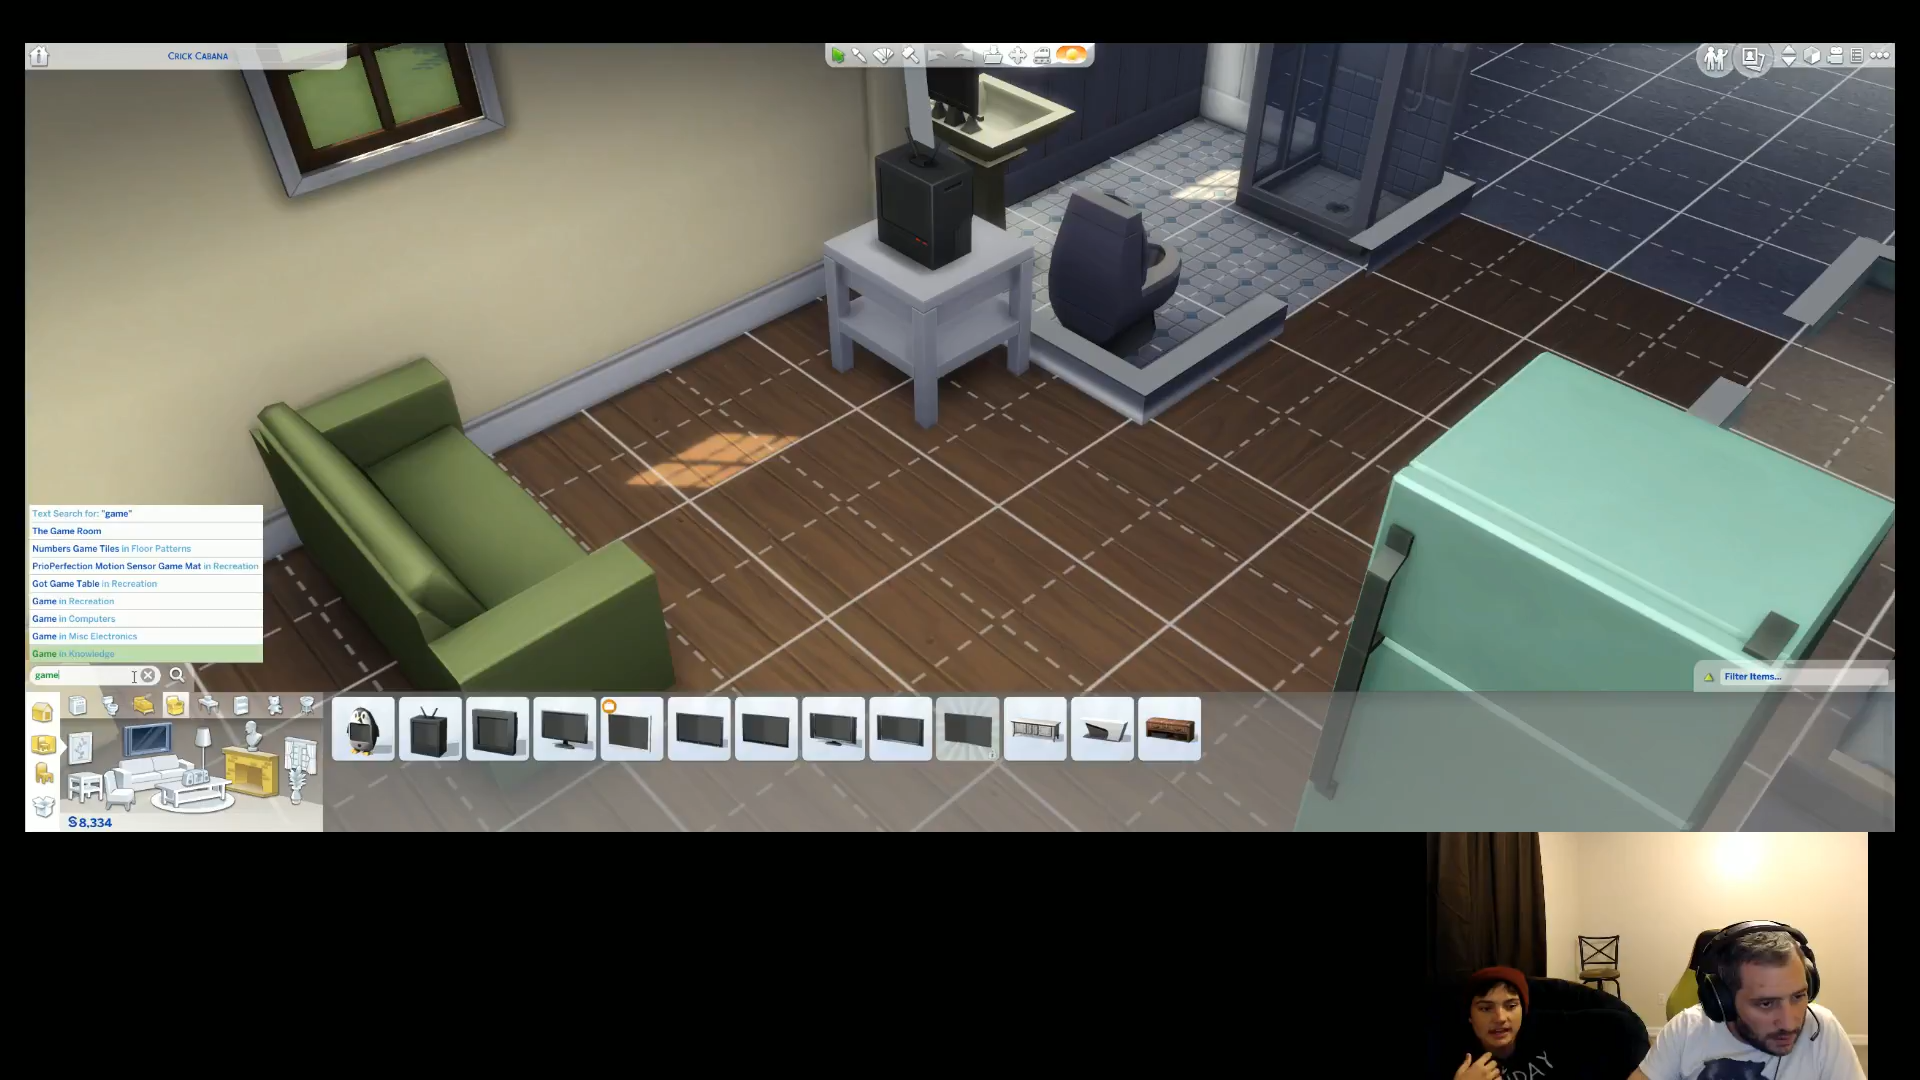 CRICK CABANA
Text Search for: "game"
The Game Room
Numbers Game Tiles in Floor Patterns
PrioPerfection Motion Sensor Game Mat in Recreation
Got Game Table in Recreation
Game in Recreation
Game in Computers
Game in Misc Electronics
Game in Knowledge
game
Filter Items...
§8,334
DAY